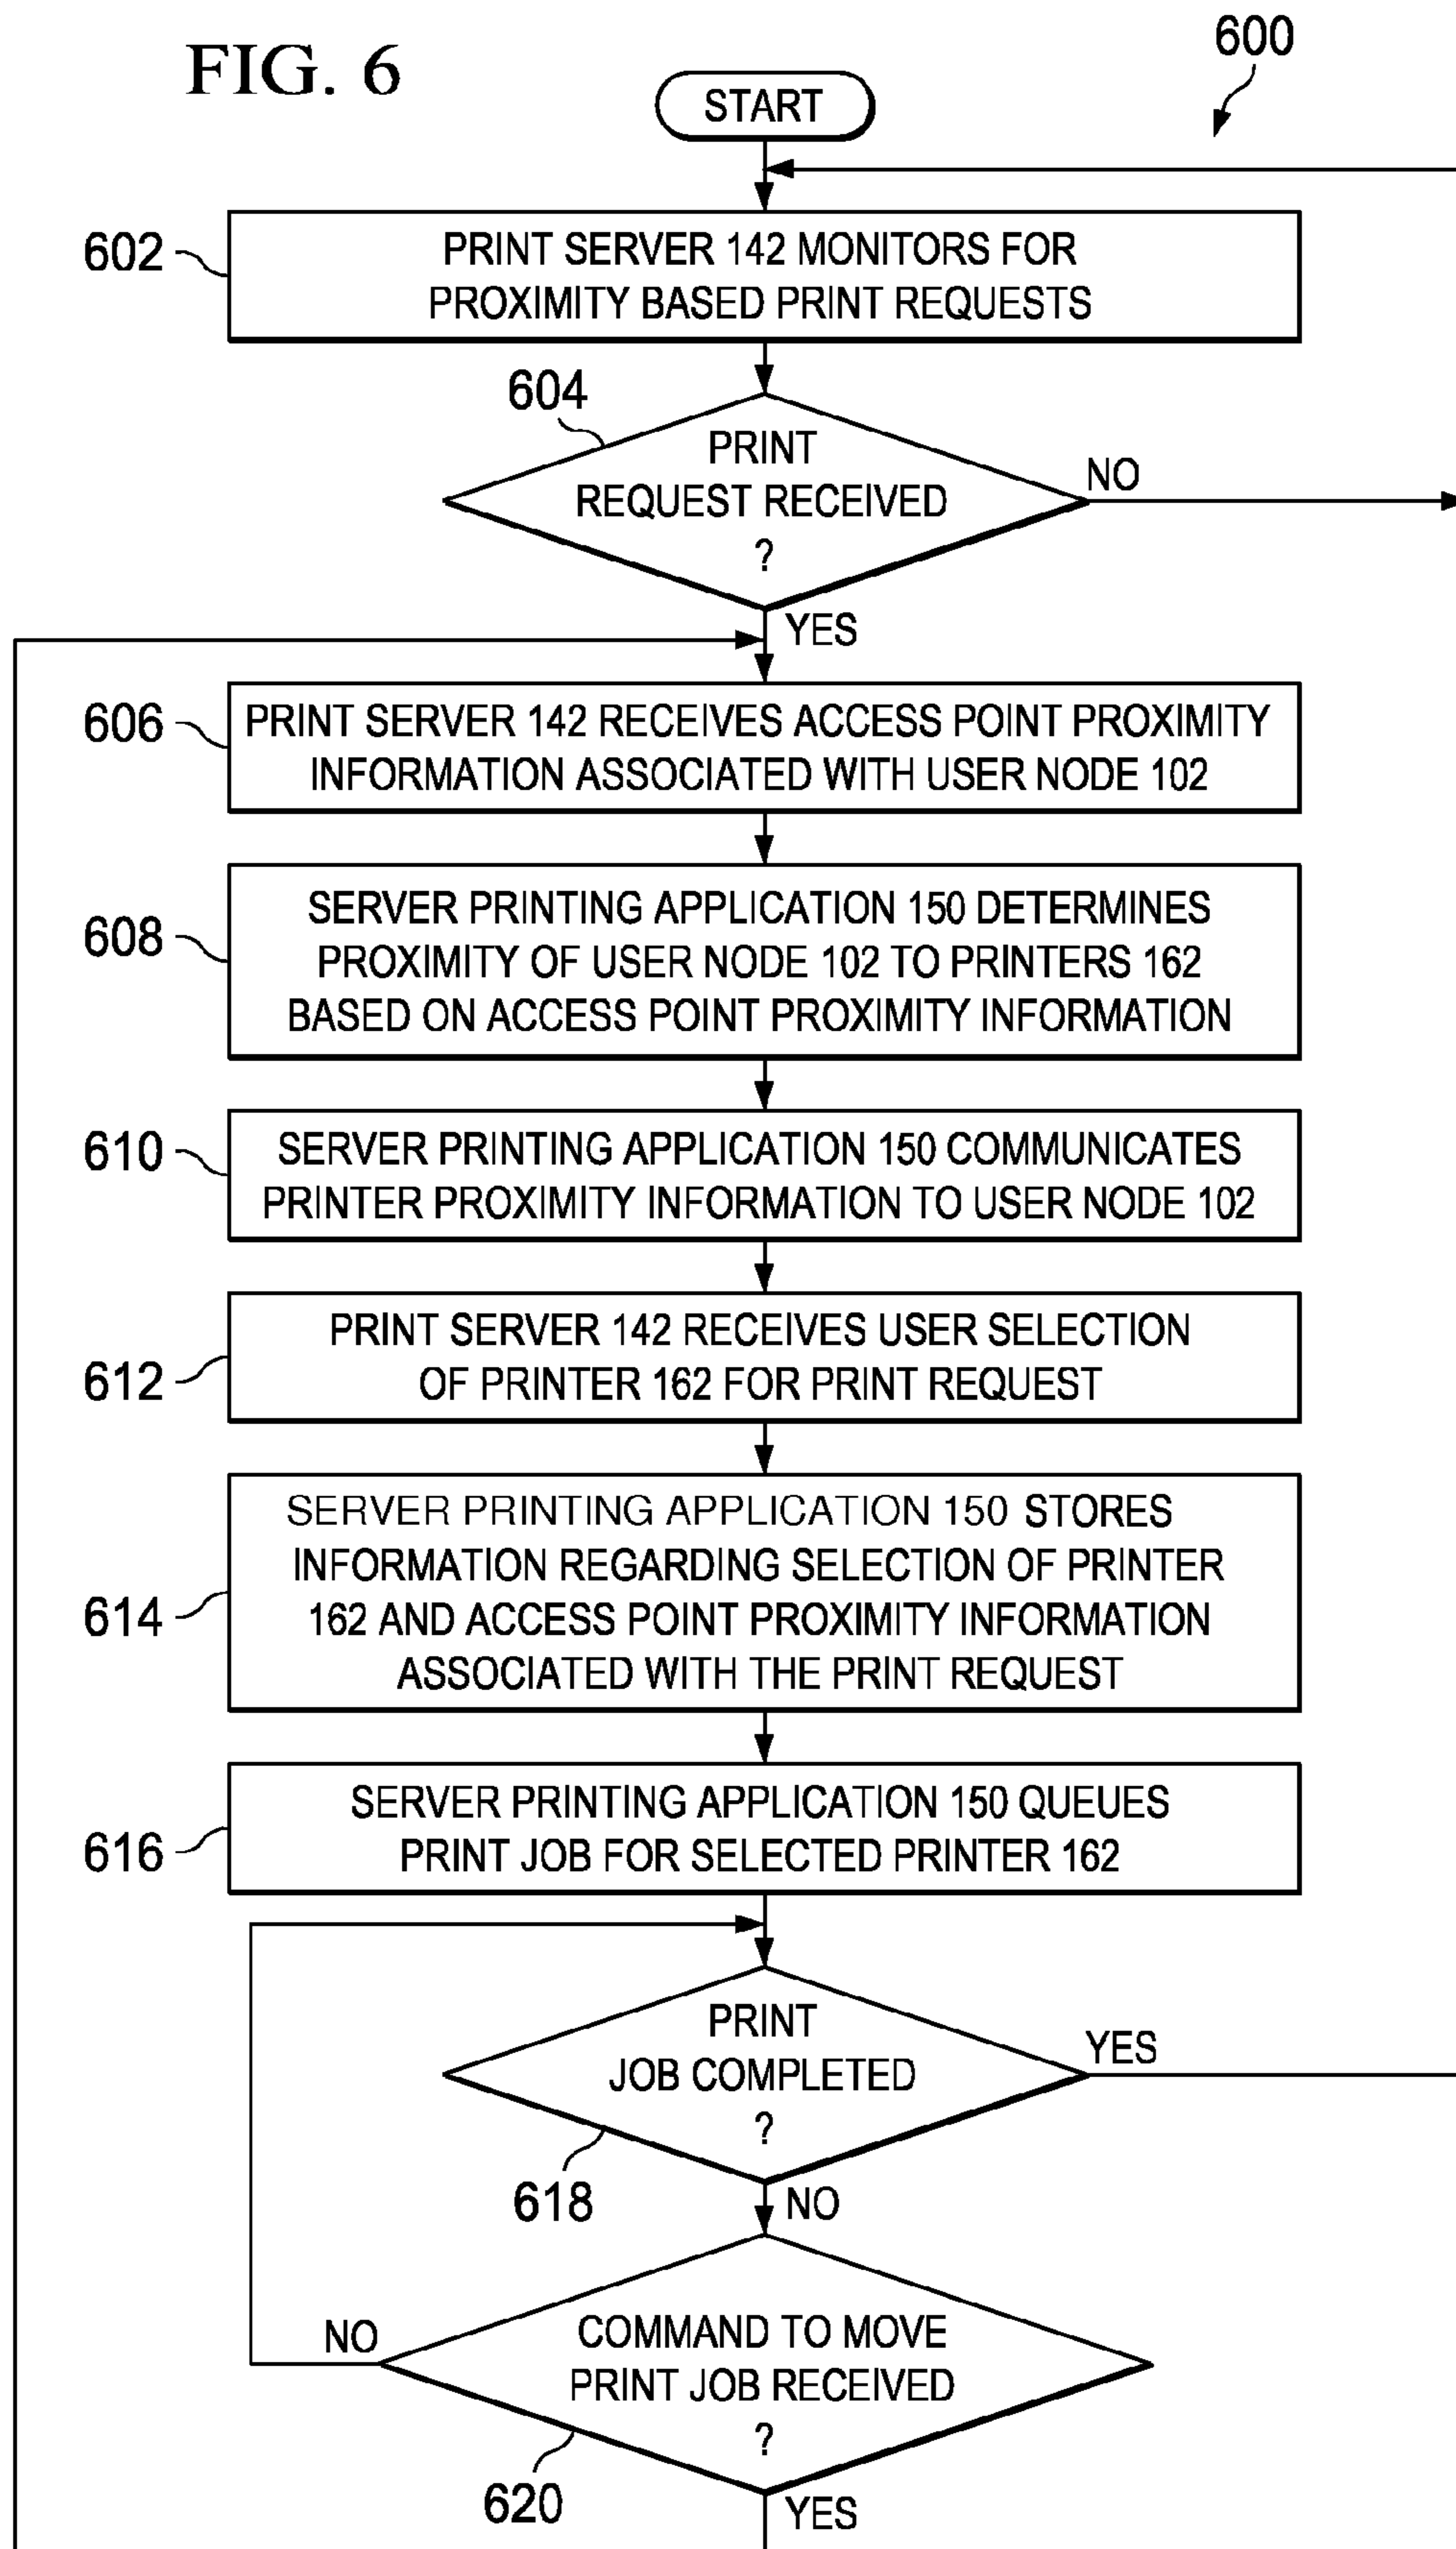 FIG. 6
600
START
602
PRINT SERVER 142 MONITORS FOR
PROXIMITY BASED PRINT REQUESTS
604
PRINT
REQUEST RECEIVED
?
NO
YES
606
PRINT SERVER 142 RECEIVES ACCESS POINT PROXIMITY
INFORMATION ASSOCIATED WITH USER NODE 102
608
SERVER PRINTING APPLICATION 150 DETERMINES
PROXIMITY OF USER NODE 102 TO PRINTERS 162
BASED ON ACCESS POINT PROXIMITY INFORMATION
610
SERVER PRINTING APPLICATION 150 COMMUNICATES
PRINTER PROXIMITY INFORMATION TO USER NODE 102
612
PRINT SERVER 142 RECEIVES USER SELECTION
OF PRINTER 162 FOR PRINT REQUEST
614
SERVER PRINTING APPLICATION 150 STORES
INFORMATION REGARDING SELECTION OF PRINTER
162 AND ACCESS POINT PROXIMITY INFORMATION
ASSOCIATED WITH THE PRINT REQUEST
616
SERVER PRINTING APPLICATION 150 QUEUES
PRINT JOB FOR SELECTED PRINTER 162
PRINT
JOB COMPLETED
?
YES
618
NO
COMMAND TO MOVE
PRINT JOB RECEIVED
?
NO
620
YES